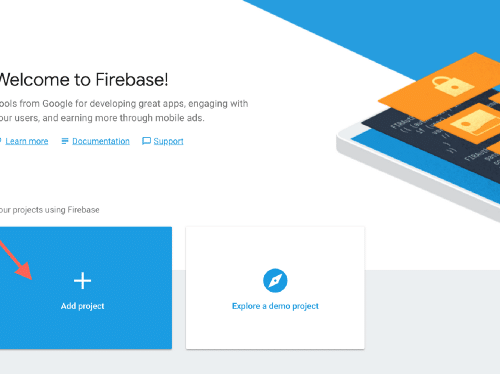 Welcome to Firebase!
ools from Google for developing great apps, engaging with
our users, and earning more through mobile ads.
Learn more Documentation Support
our projects using Firebase
Add project
Explore a demo project